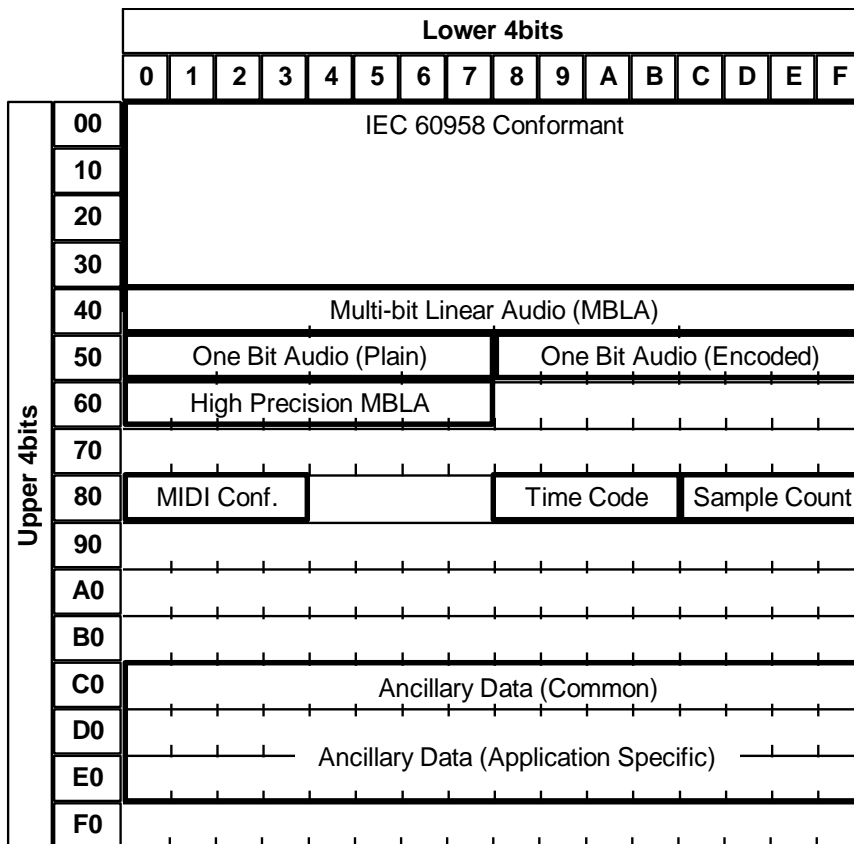 Lower 4bits
0 1 2 3 4 5 6 7 8 9 A B C D E F
Upper 4bits
00 IEC 60958 Conformant
10
20
30
40 Multi-bit Linear Audio (MBLA)
50 One Bit Audio (Plain) One Bit Audio (Encoded)
60 High Precision MBLA
70
80 MIDI Conf. Time Code Sample Count
90
A0
B0
C0 Ancillary Data (Common)
D0
Ancillary Data (Application Specific)
E0
F0